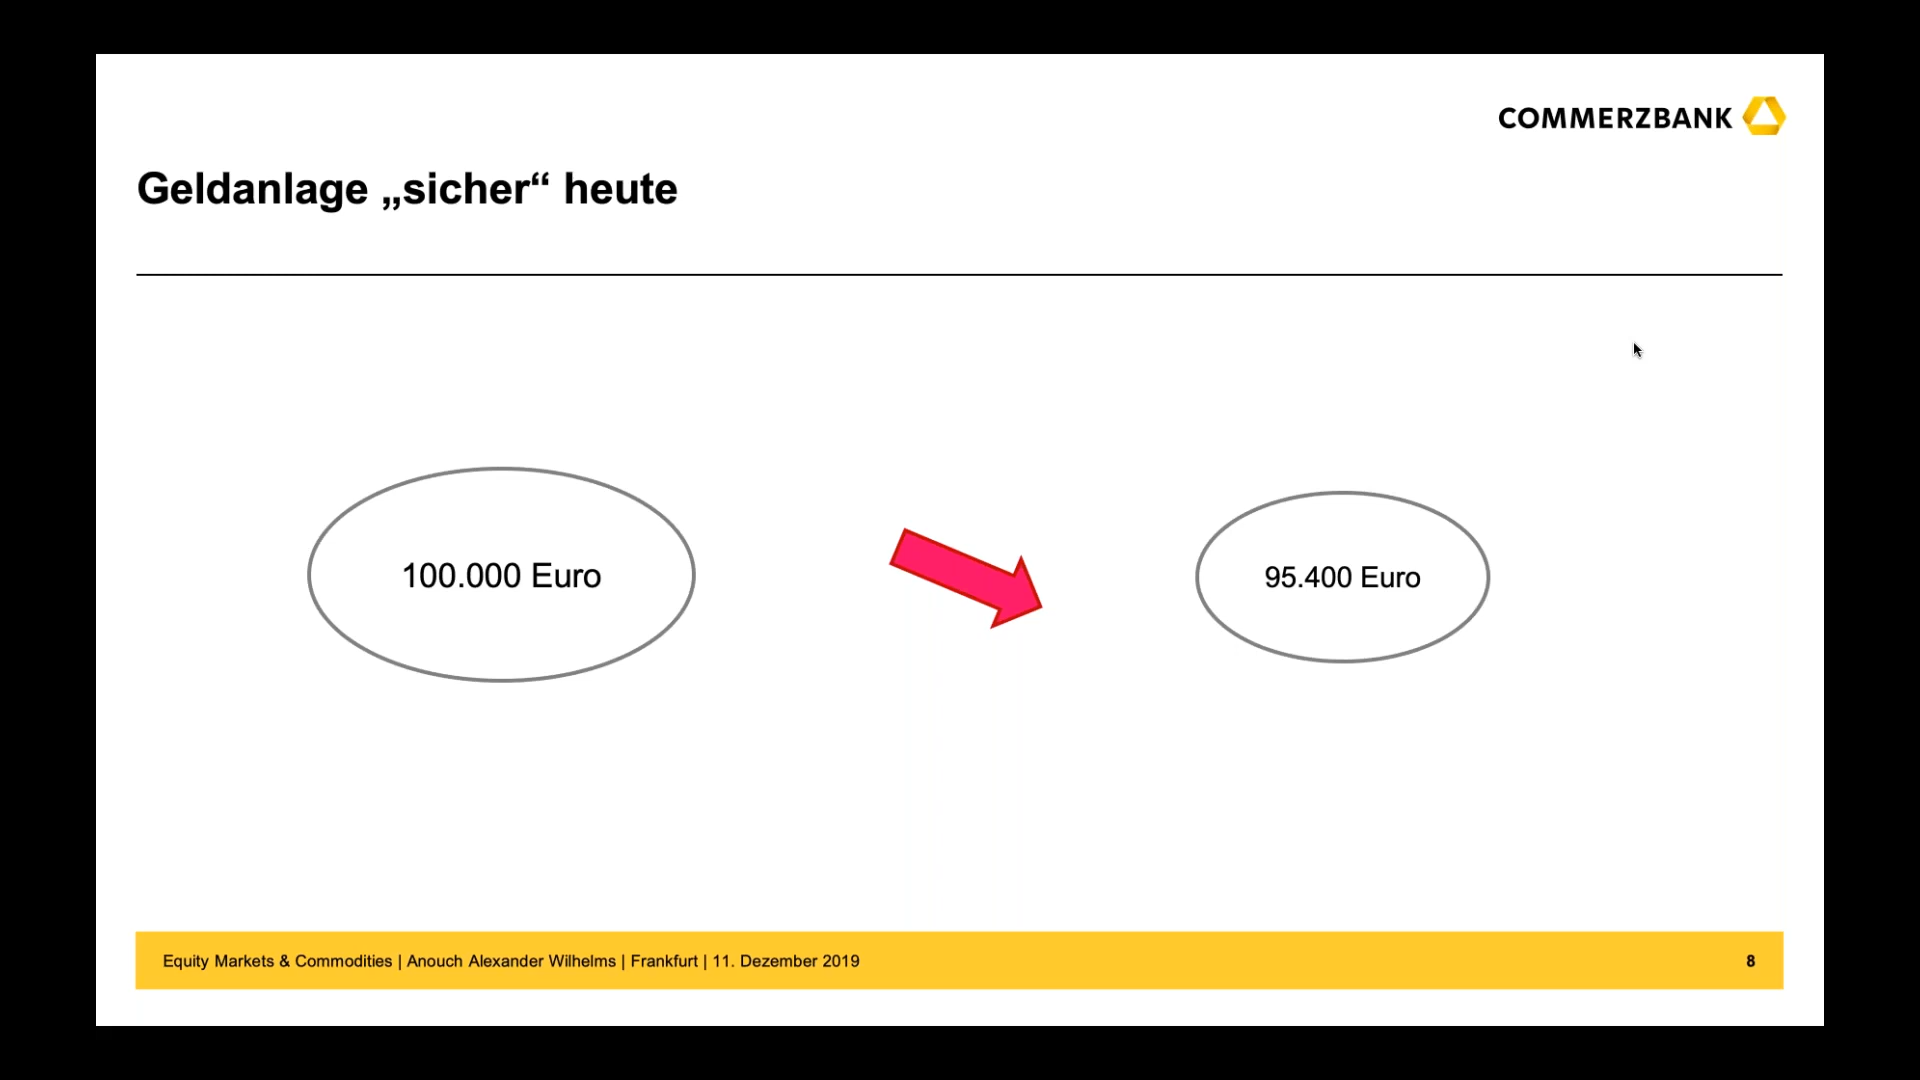 COMMERZBANK
Geldanlage „sicher“ heute
100.000 Euro
95.400 Euro
Equity Markets & Commodities | Anouch Alexander Wilhelms | Frankfurt | 11. Dezember 2019
8